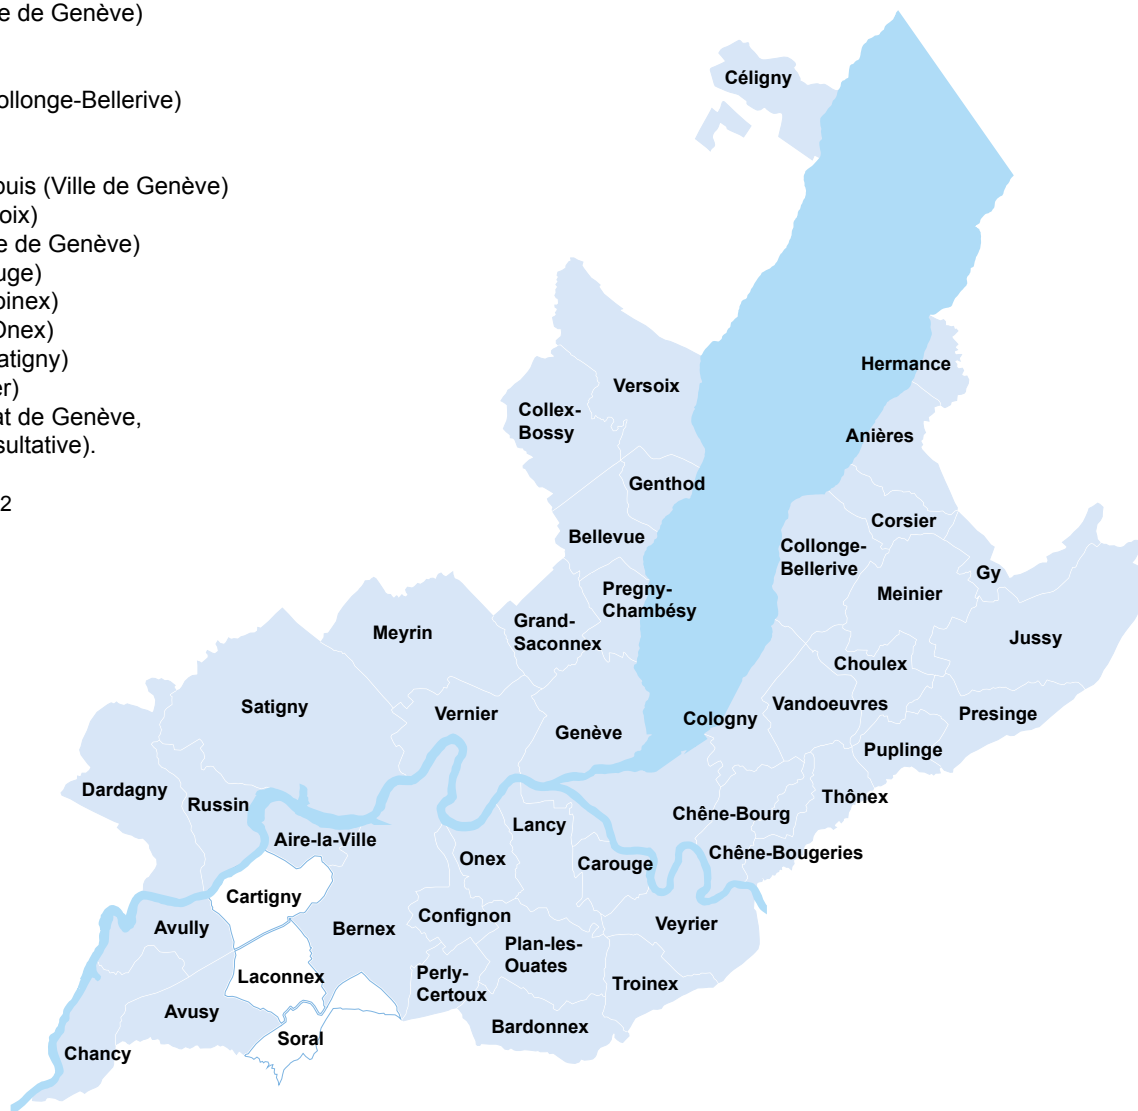 e de Genève)
ollonge-Bellerive)
ouis (Ville de Genève)
oix)
e de Genève)
uge)
oinex)
Onex)
atigny)
er)
at de Genève,
sultative).
2
Céligny
Hermance
Versoix
Collex-
Bossy
Anières
Genthod
Corsier
Bellevue
Collonge-
Bellerive
Gy
Pregny-
Chambésy
Meinier
Grand-
Saconnex
Meyrin
Jussy
Choulex
Satigny
Vernier
Vandoeuvres
Presinge
Genève
Cologny
Puplinge
Dardagny
Russin
Thônex
Chêne-Bourg
Lancy
Aire-la-Ville
Onex
Carouge
Chêne-Bougeries
Cartigny
Confignon
Veyrier
Avully
Bernex
Plan-les-
Ouates
Laconnex
Perly-
Certoux
Troinex
Avusy
Bardonnex
Soral
Chancy